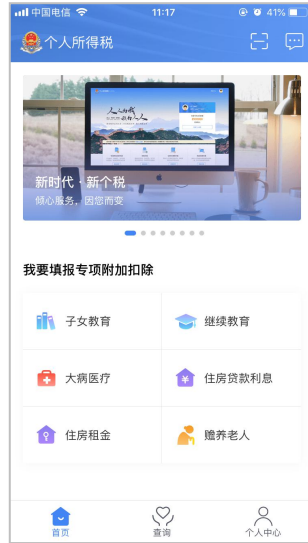 中国电信 11:17 41%
个人所得税
新时代·新个税
倾心服务，因您而变
我要填报专项附加扣除
子女教育 继续教育
大病医疗 住房贷款利息
住房租金 赡养老人
首页 查询 个人中心